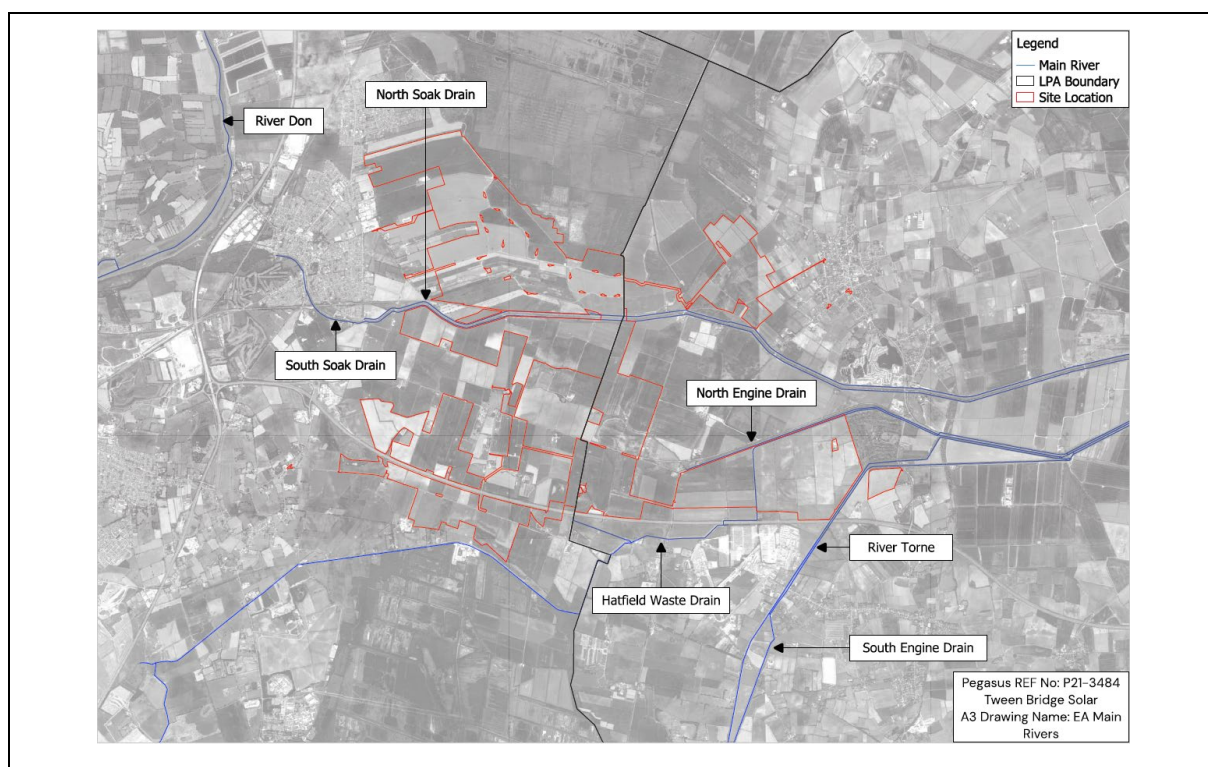 Legend
Main River
LPA Boundary
Site Location
North Soak Drain
River Don
South Soak Drain
North Engine Drain
River Torne
Hatfield Waste Drain
South Engine Drain
Pegasus REF No: P21-3484
Tween Bridge Solar
A3 Drawing Name: EA Main
Rivers